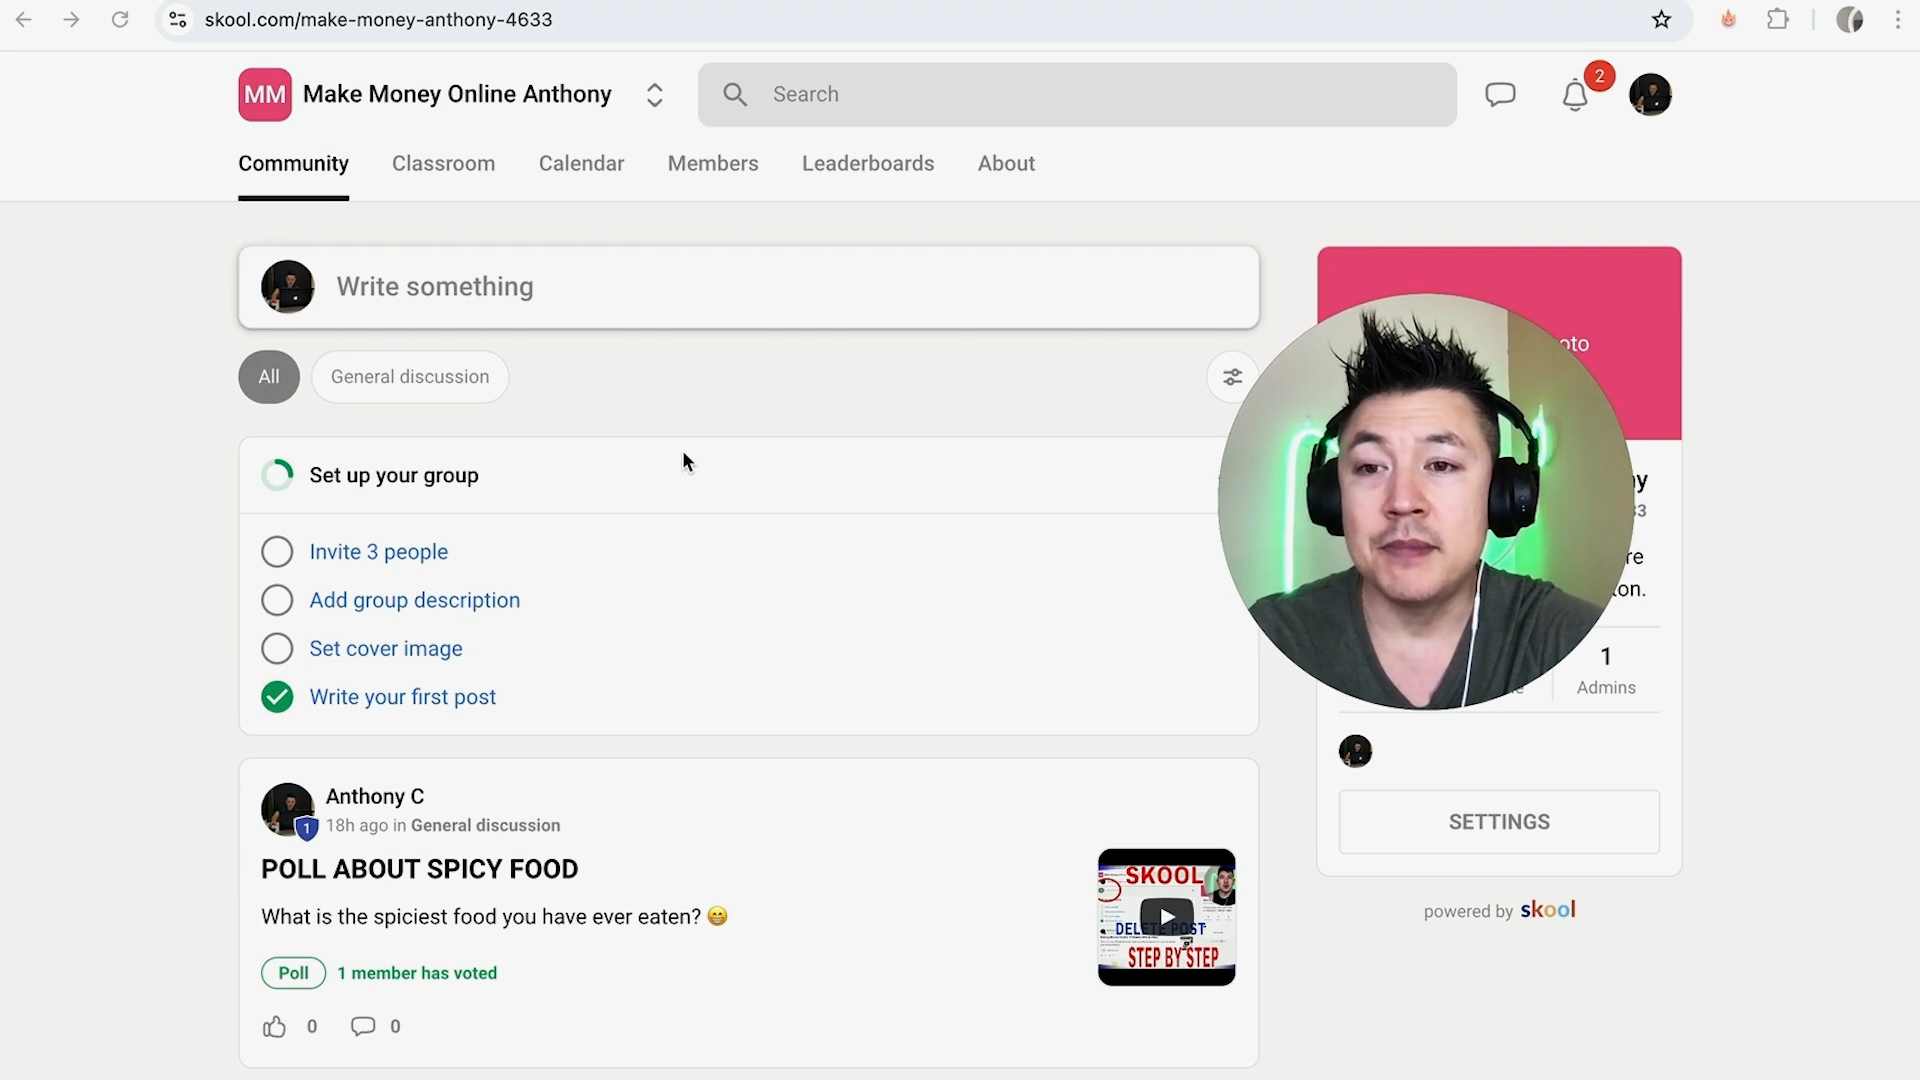 skool.com/make-money-anthony-4633
MM
Make Money Online Anthony
Search
2
Community
Classroom
Calendar
Members
Leaderboards
About
Write something
All
General discussion
Set up your group
Invite 3 people
Add group description
Set cover image
Write your first post
Anthony C
1
18h ago in General discussion
POLL ABOUT SPICY FOOD
What is the spiciest food you have ever eaten? 😁
Poll
1 member has voted
0
0
SKOOL
DELETE POST
STEP BY STEP
1
Admins
SETTINGS
powered by skool